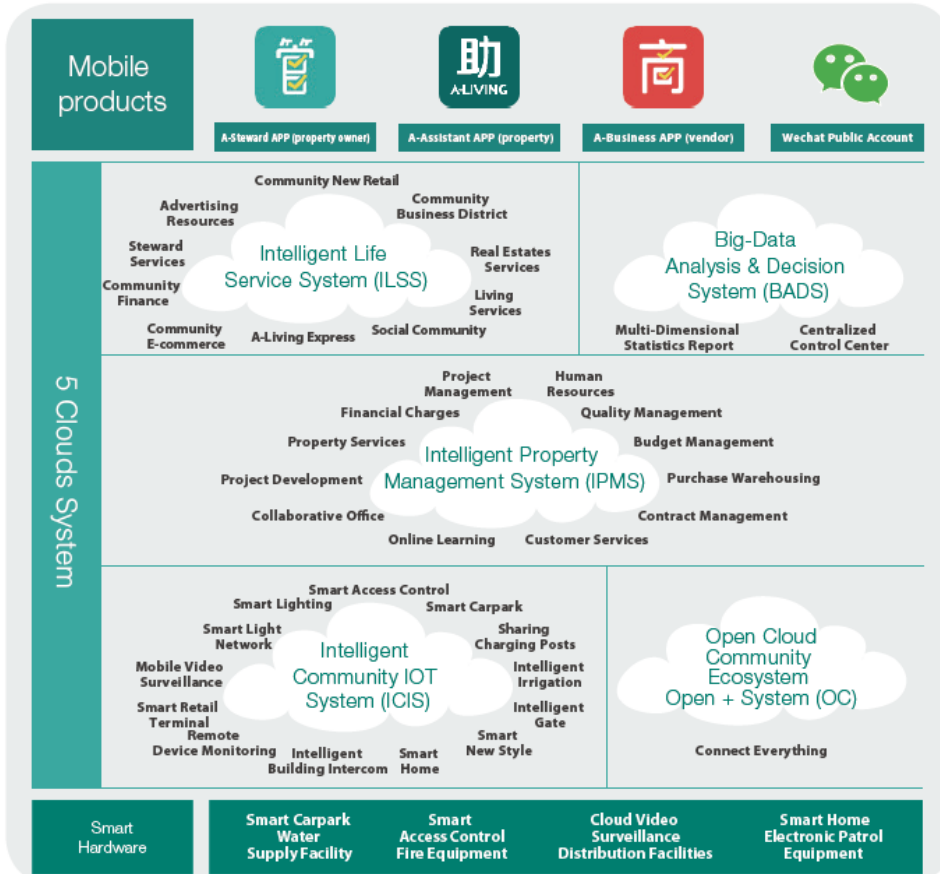 Mobile
products
管
助
A-LIVING
商
A-Steward APP (property owner)
A-Assistant APP (property)
A-Business APP (vendor)
Wechat Public Account
5 Clouds System
Community New Retail
Advertising
Resources
Community
Business District
Steward
Services
Intelligent Life
Service System (ILSS)
Real Estates
Services
Community
Finance
Living
Services
Community
E-commerce
A-Living Express
Social Community
Big-Data
Analysis & Decision
System (BADS)
Multi-Dimensional
Statistics Report
Centralized
Control Center
Project
Management
Human
Resources
Financial Charges
Quality Management
Property Services
Budget Management
Intelligent Property
Management System (IPMS)
Project Development
Purchase Warehousing
Collaborative Office
Contract Management
Online Learning
Customer Services
Smart Access Control
Smart Lighting
Smart Carpark
Smart Light
Network
Sharing
Charging Posts
Intelligent
Community IOT
System (ICIS)
Mobile Video
Surveillance
Intelligent
Irrigation
Smart Retail
Terminal
Intelligent
Gate
Remote
Device Monitoring
Smart
New Style
Intelligent
Building Intercom
Smart
Home
Open Cloud
Community
Ecosystem
Open + System (OC)
Connect Everything
Smart
Hardware
Smart Carpark
Water
Supply Facility
Smart
Access Control
Fire Equipment
Cloud Video
Surveillance
Distribution Facilities
Smart Home
Electronic Patrol
Equipment